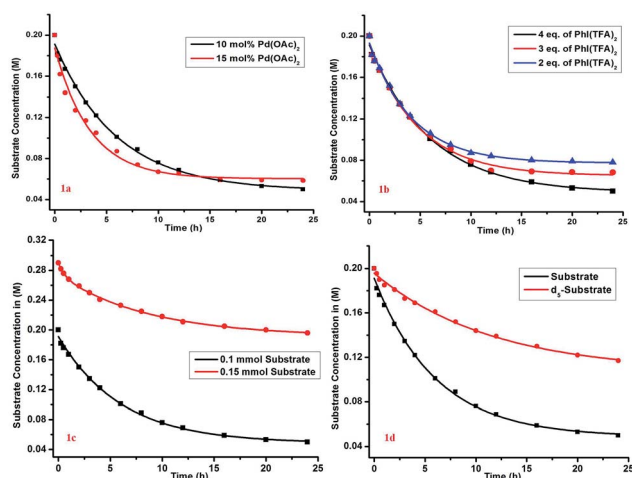 10 mol% Pd(OAc)₂
15 mol% Pd(OAc)₂
Substrate Concentration (M)
0.20
0.16
0.12
0.08
0.04
1a
0 5 10 15 20 25
Time (h)
4 eq. of PhI(TFA)₂
3 eq. of PhI(TFA)₂
2 eq. of PhI(TFA)₂
Substrate Concentration (M)
0.20
0.16
0.12
0.08
0.04
1b
0 5 10 15 20 25
Time (h)
0.1 mmol Substrate
0.15 mmol Substrate
Substrate Concentration in (M)
0.32
0.28
0.24
0.20
0.16
0.12
0.08
0.04
1c
0 5 10 15 20 25
Time (h)
Substrate
d₅-Substrate
Substrate Concentration in (M)
0.20
0.16
0.12
0.08
0.04
1d
0 5 10 15 20 25
Time (h)